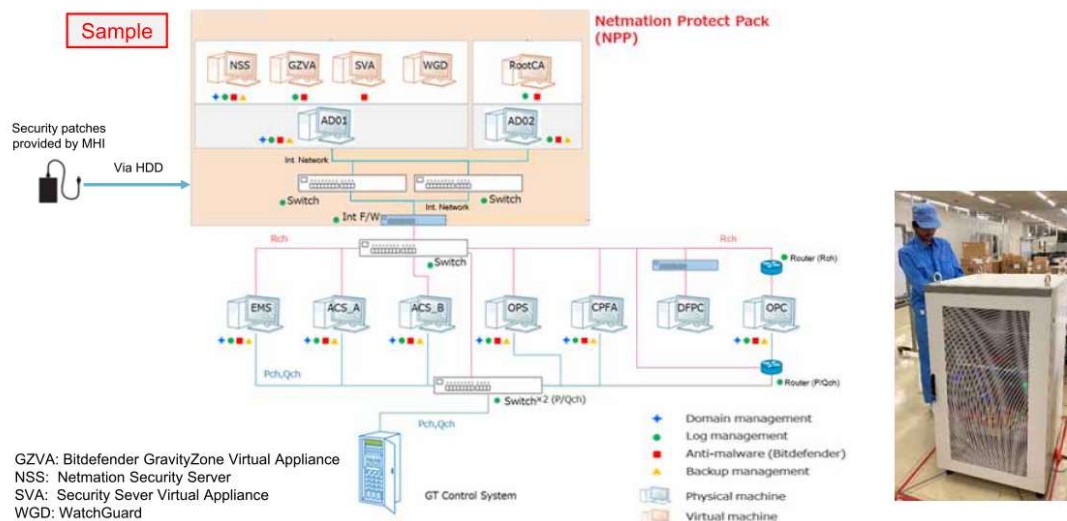 Sample
Netmation Protect Pack
(NPP)
NSS
GZVA
SVA
WGD
RootCA
AD01
AD02
Security patches
provided by MHI
Via HDD
Int. Network
Switch
Int. Network
Switch
Int F/W
Rch
Rch
Switch
Router (Rch)
EMS
ACS_A
ACS_B
OPS
CPFA
DFPC
OPC
Pch,Qch
Router (P/Qch)
Switch×2 (P/Qch)
Pch,Qch
GT Control System
Domain management
Log management
Anti-malware (Bitdefender)
Backup management
Physical machine
Virtual machine
GZVA: Bitdefender GravityZone Virtual Appliance
NSS: Netmation Security Server
SVA: Security Sever Virtual Appliance
WGD: WatchGuard